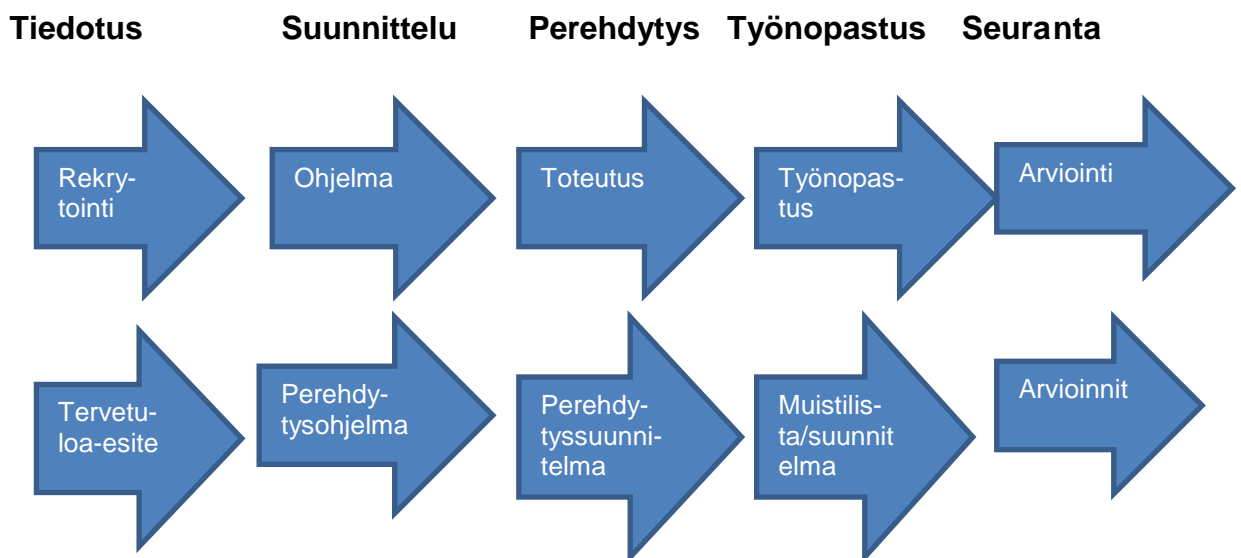 Tiedotus Suunnittelu Perehdytys Työnopastus Seuranta
Rekry-
tointi
Ohjelma
Toteutus
Työnopas-
tus
Arviointi
Tervetu-
loa-esite
Perehdy-
tysohjelma
Perehdy-
tyssuunni-
telma
Muistilis-
ta/suunnit
elma
Arvioinnit